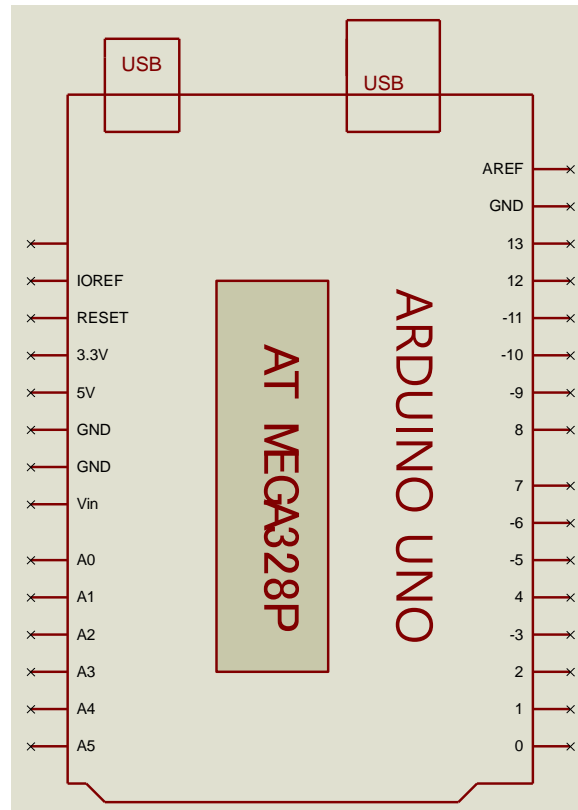 USB
USB
AREF
GND
13
IOREF
12
RESET
-11
3.3V
-10
5V
-9
GND
8
GND
Vin
7
-6
A0
-5
A1
4
A2
-3
A3
2
A4
1
A5
0
AT MEGA328P
ARDUINO UNO